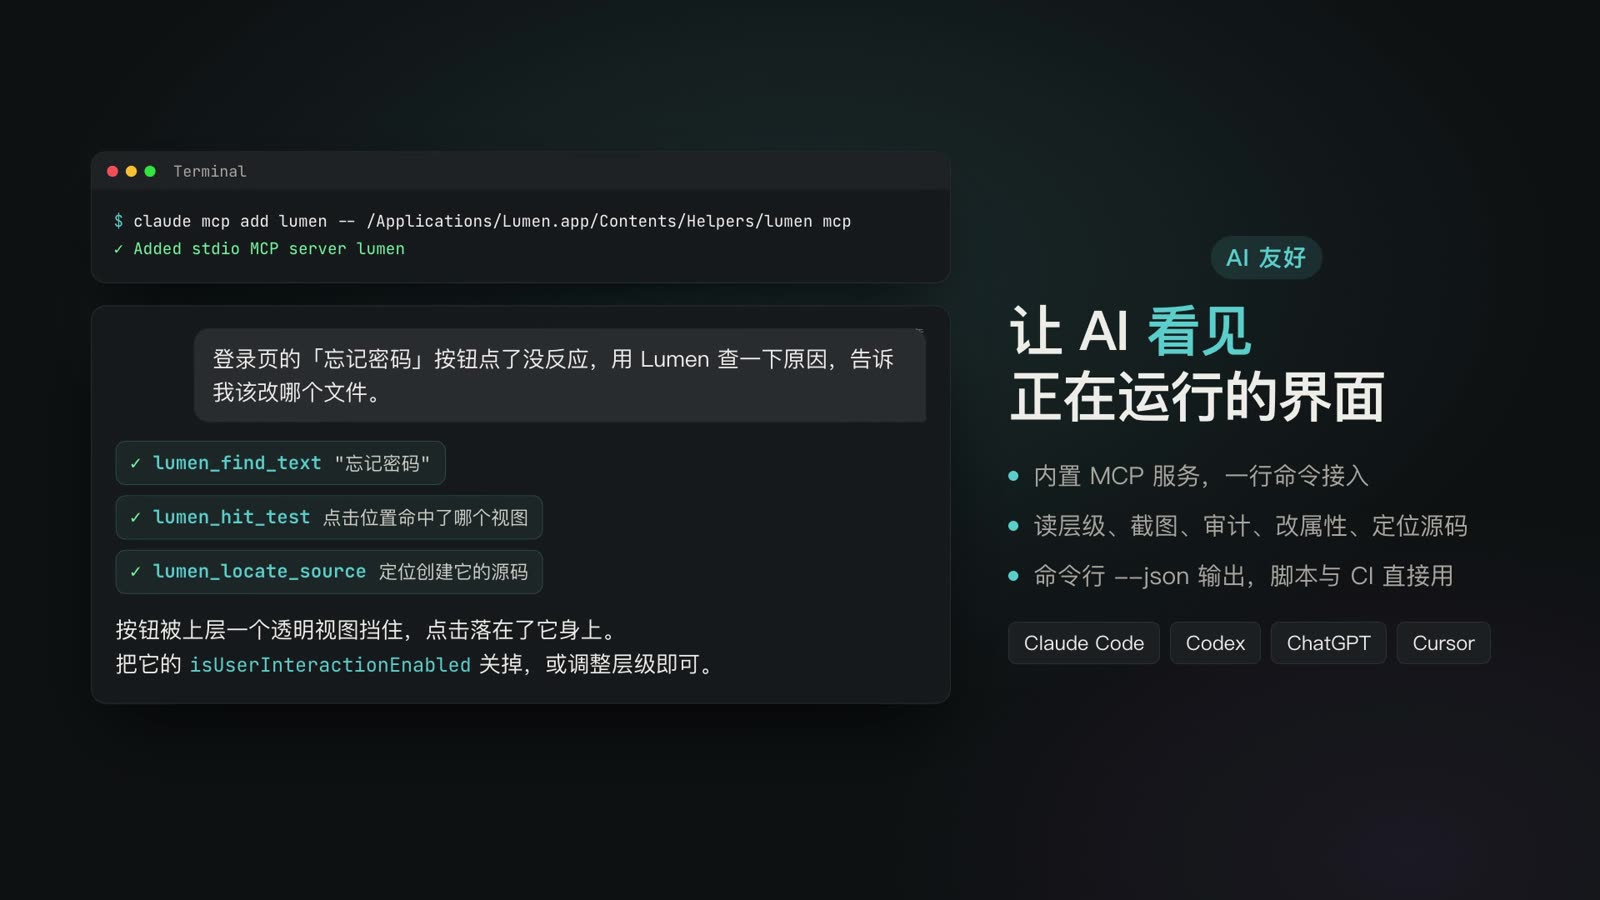 Terminal
$ claude mcp add lumen -- /Applications/Lumen.app/Contents/Helpers/lumen mcp
✓ Added stdio MCP server lumen
登录页的「忘记密码」按钮点了没反应，用 Lumen 查一下原因，告诉
我该改哪个文件。
✓ lumen_find_text "忘记密码"
✓ lumen_hit_test 点击位置命中了哪个视图
✓ lumen_locate_source 定位创建它的源码
按钮被上层一个透明视图挡住，点击落在了它身上。
把它的 isUserInteractionEnabled 关掉，或调整层级即可。
AI 友好
让 AI 看见
正在运行的界面
内置 MCP 服务，一行命令接入
读层级、截图、审计、改属性、定位源码
命令行 --json 输出，脚本与 CI 直接用
Claude Code
Codex
ChatGPT
Cursor